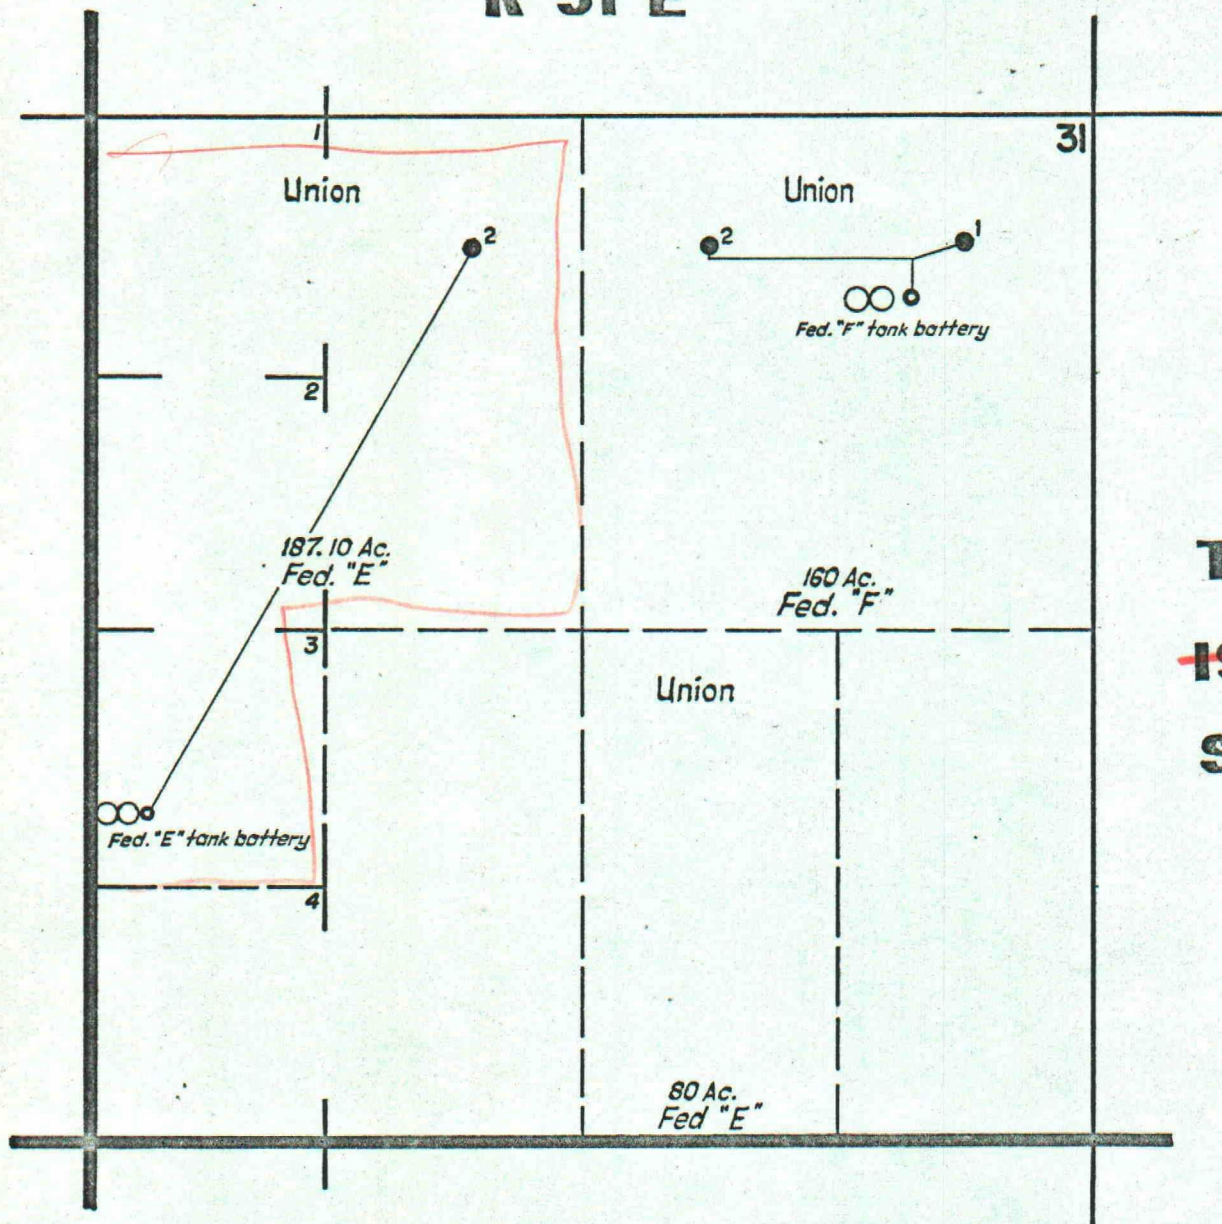 1
31
Union
Union
2
2
1
Fed. "F" tank battery
2
187.10 Ac.
Fed. "E"
160 Ac.
Fed. "F"
3
Union
Fed. "E" tank battery
4
80 Ac.
Fed "E"